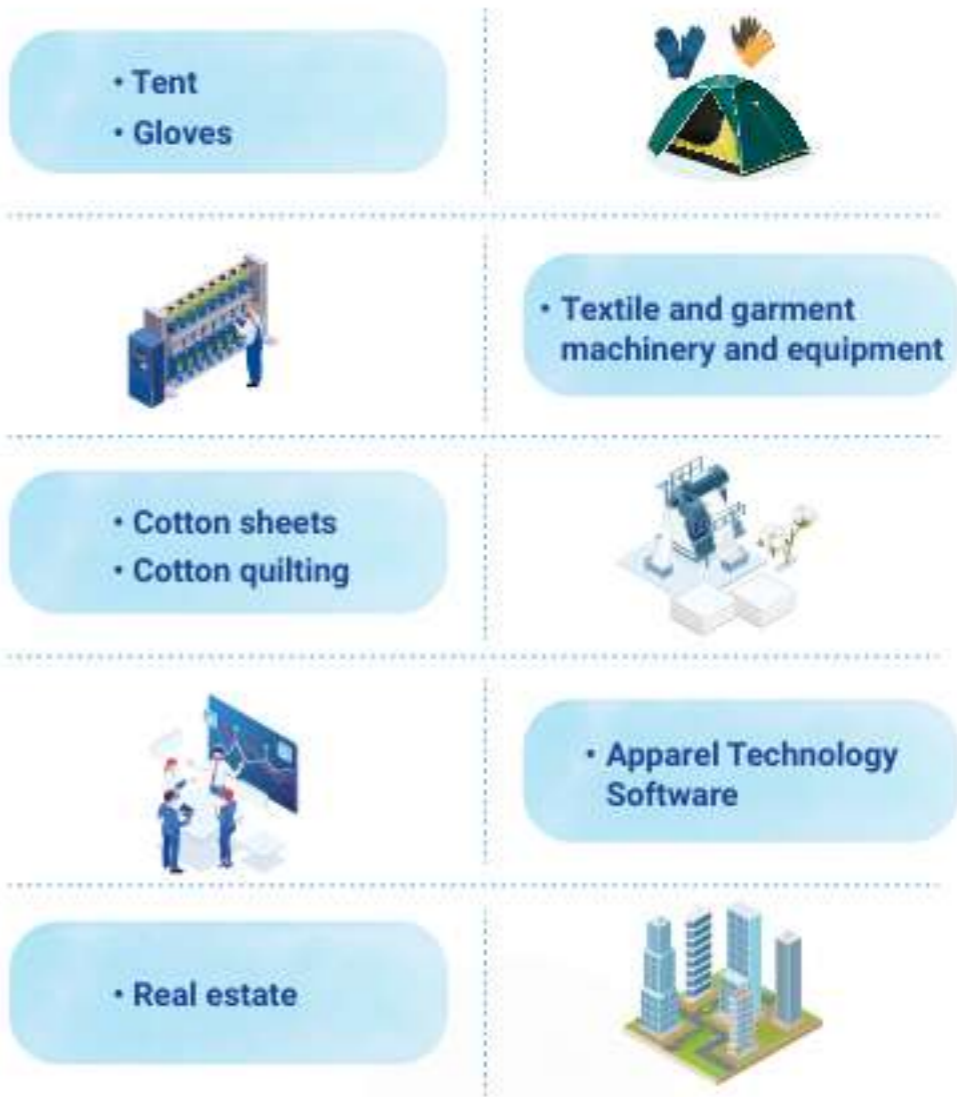 • Tent
• Gloves
• Textile and garment
machinery and equipment
• Cotton sheets
• Cotton quilting
• Apparel Technology
Software
• Real estate